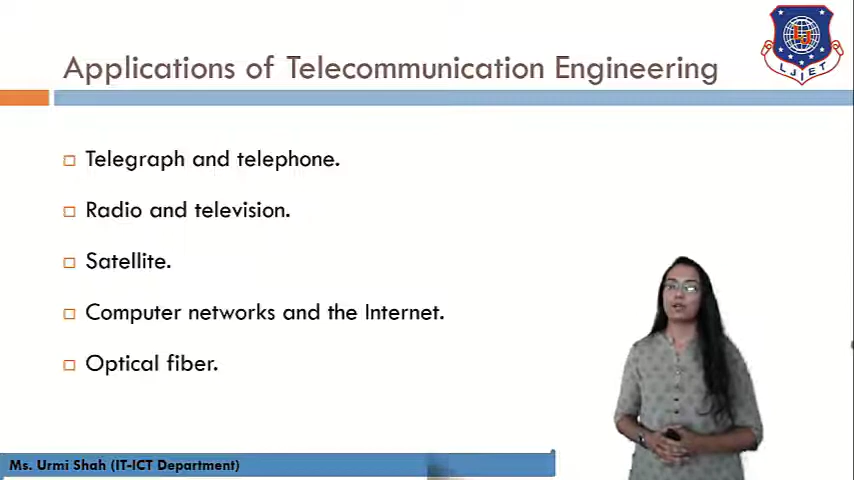 Applications of Telecommunication Engineering
LJIET
Telegraph and telephone.
Radio and television.
Satellite.
Computer networks and the Internet.
Optical fiber.
Ms. Urmi Shah (IT-ICT Department)